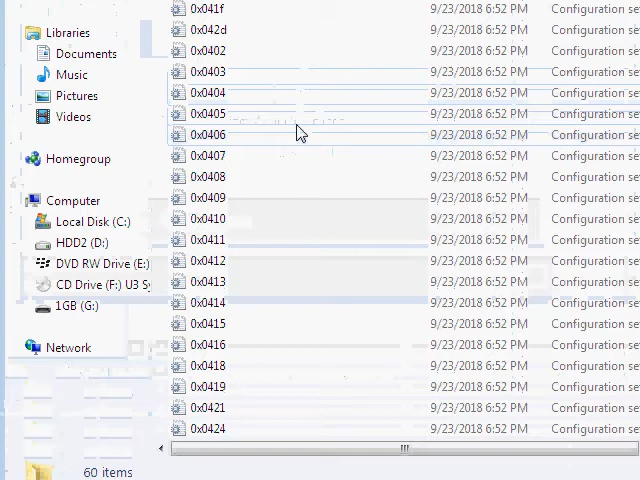 Libraries
Documents
Music
Pictures
Videos
Homegroup
Computer
Local Disk (C:)
HDD2 (D:)
DVD RW Drive (E:)
CD Drive (F:) U3 Sy
1GB (G:)
Network
0x041f 9/23/2018 6:52 PM Configuration se
0x042d 9/23/2018 6:52 PM Configuration se
0x0402 9/23/2018 6:52 PM Configuration se
0x0403 9/23/2018 6:52 PM Configuration se
0x0404 9/23/2018 6:52 PM Configuration se
0x0405 9/23/2018 6:52 PM Configuration se
0x0406 9/23/2018 6:52 PM Configuration se
0x0407 9/23/2018 6:52 PM Configuration se
0x0408 9/23/2018 6:52 PM Configuration se
0x0409 9/23/2018 6:52 PM Configuration se
0x0410 9/23/2018 6:52 PM Configuration se
0x0411 9/23/2018 6:52 PM Configuration se
0x0412 9/23/2018 6:52 PM Configuration se
0x0413 9/23/2018 6:52 PM Configuration se
0x0414 9/23/2018 6:52 PM Configuration se
0x0415 9/23/2018 6:52 PM Configuration se
0x0416 9/23/2018 6:52 PM Configuration se
0x0418 9/23/2018 6:52 PM Configuration se
0x0419 9/23/2018 6:52 PM Configuration se
0x0421 9/23/2018 6:52 PM Configuration se
0x0424 9/23/2018 6:52 PM Configuration se
60 items